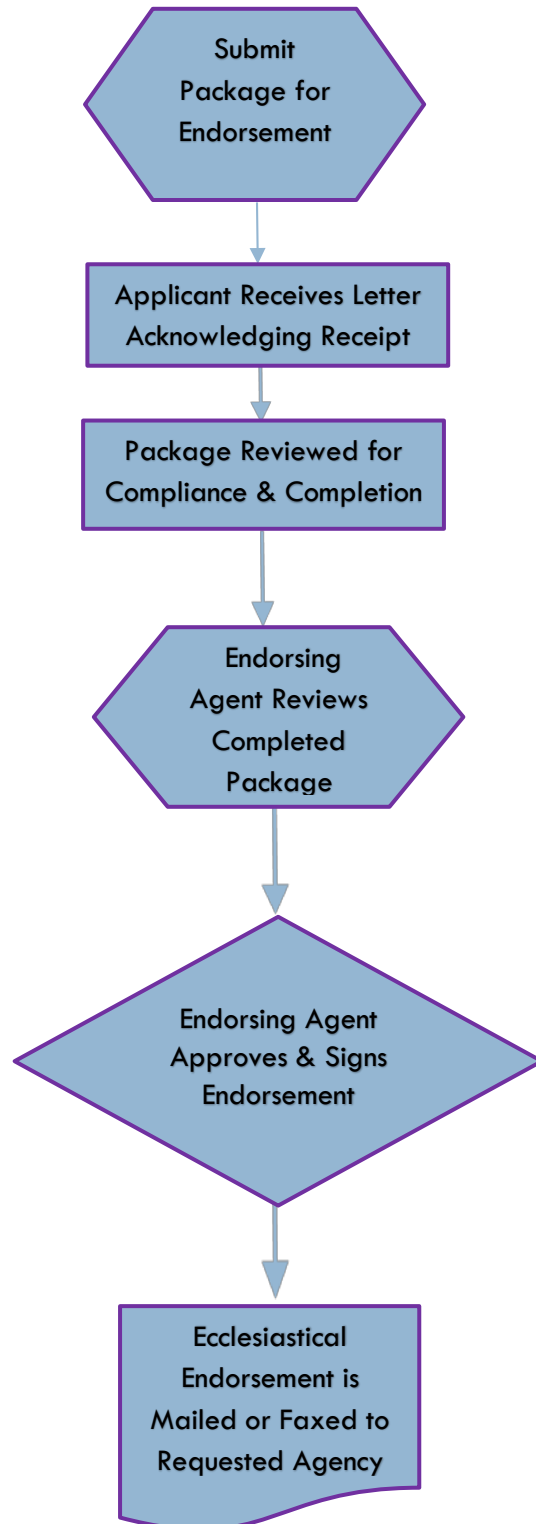 Submit
Package for
Endorsement
Applicant Receives Letter
Acknowledging Receipt
Package Reviewed for
Compliance & Completion
Endorsing
Agent Reviews
Completed
Package
Endorsing Agent
Approves & Signs
Endorsement
Ecclesiastical
Endorsement is
Mailed or Faxed to
Requested Agency